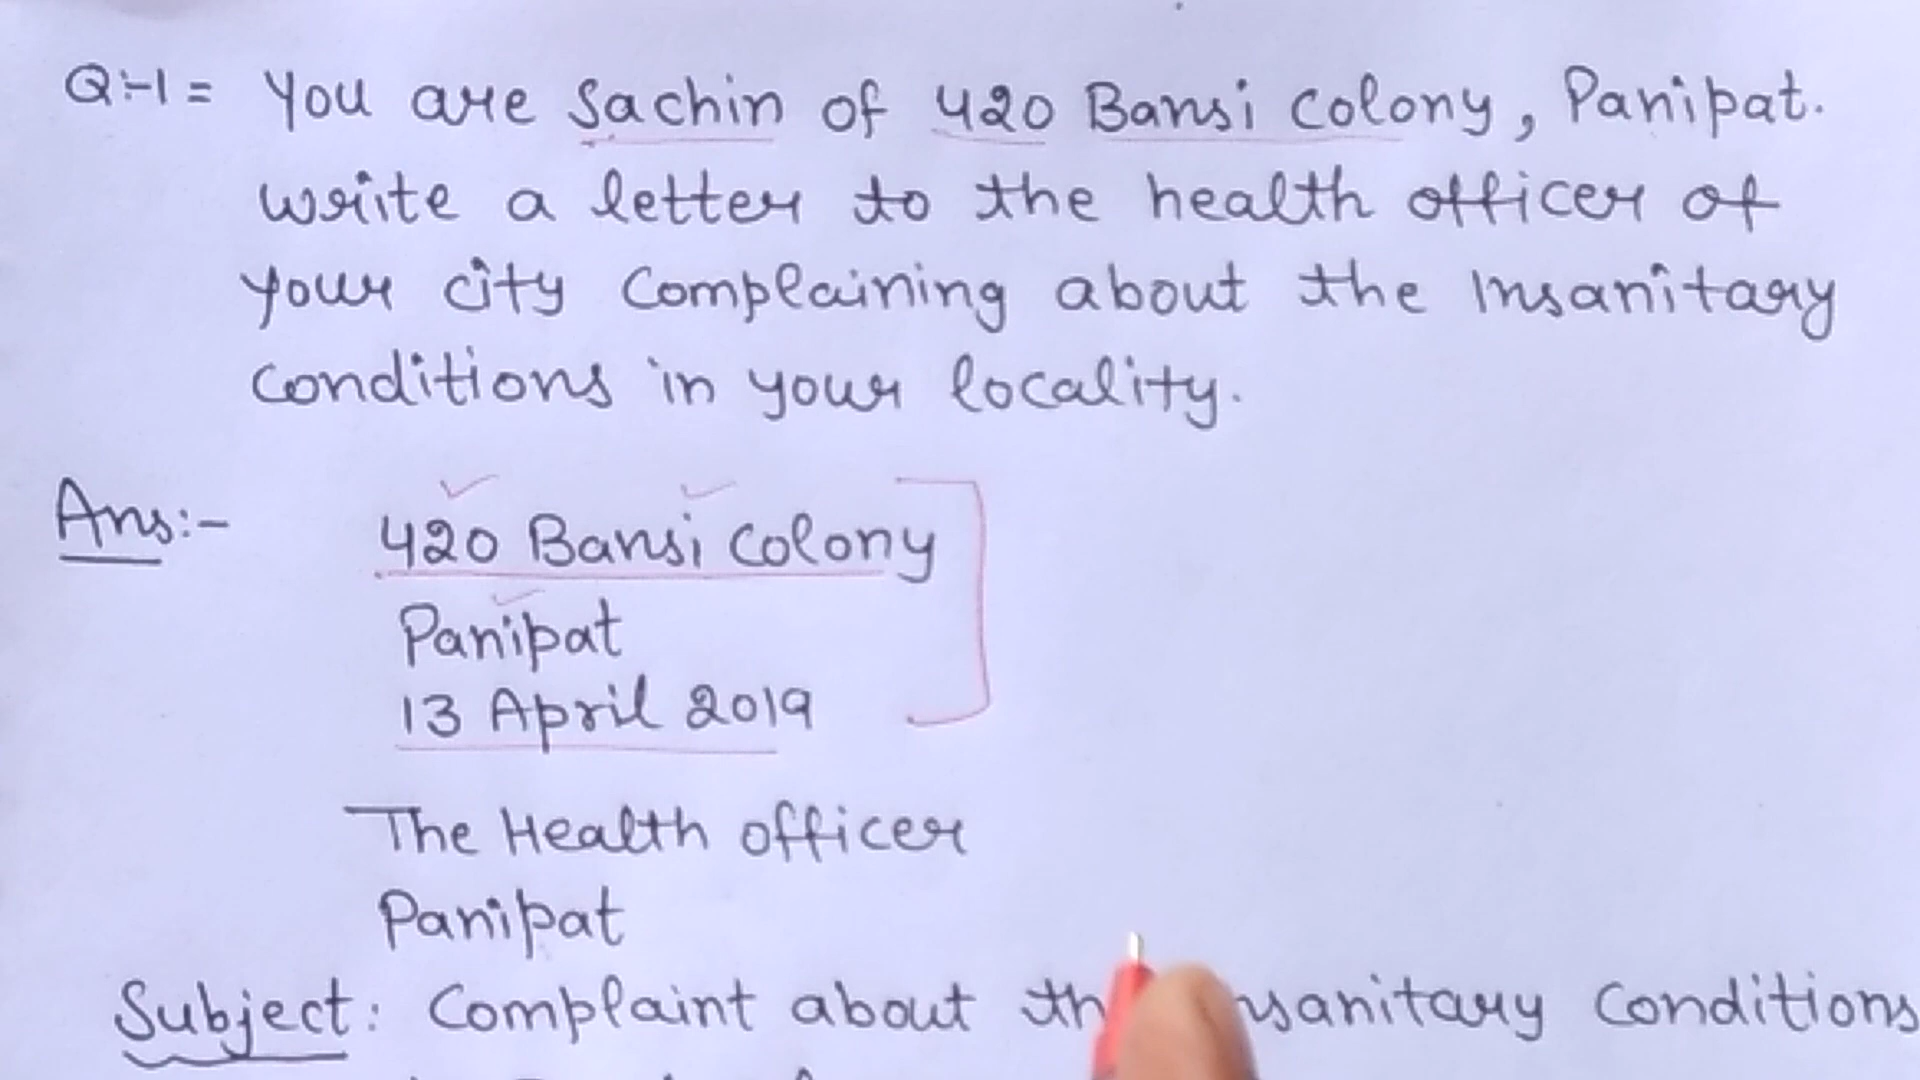 Q:-1= You are Sachin of 420 Bansi Colony, Panipat.
write a letter to the health officer of
your city Complaining about the Insanitary
Conditions in your locality.
Ans:- 420 Bansi Colony
Panipat
13 April 2019
The Health officer
Panipat
Subject: Complaint about Conditions